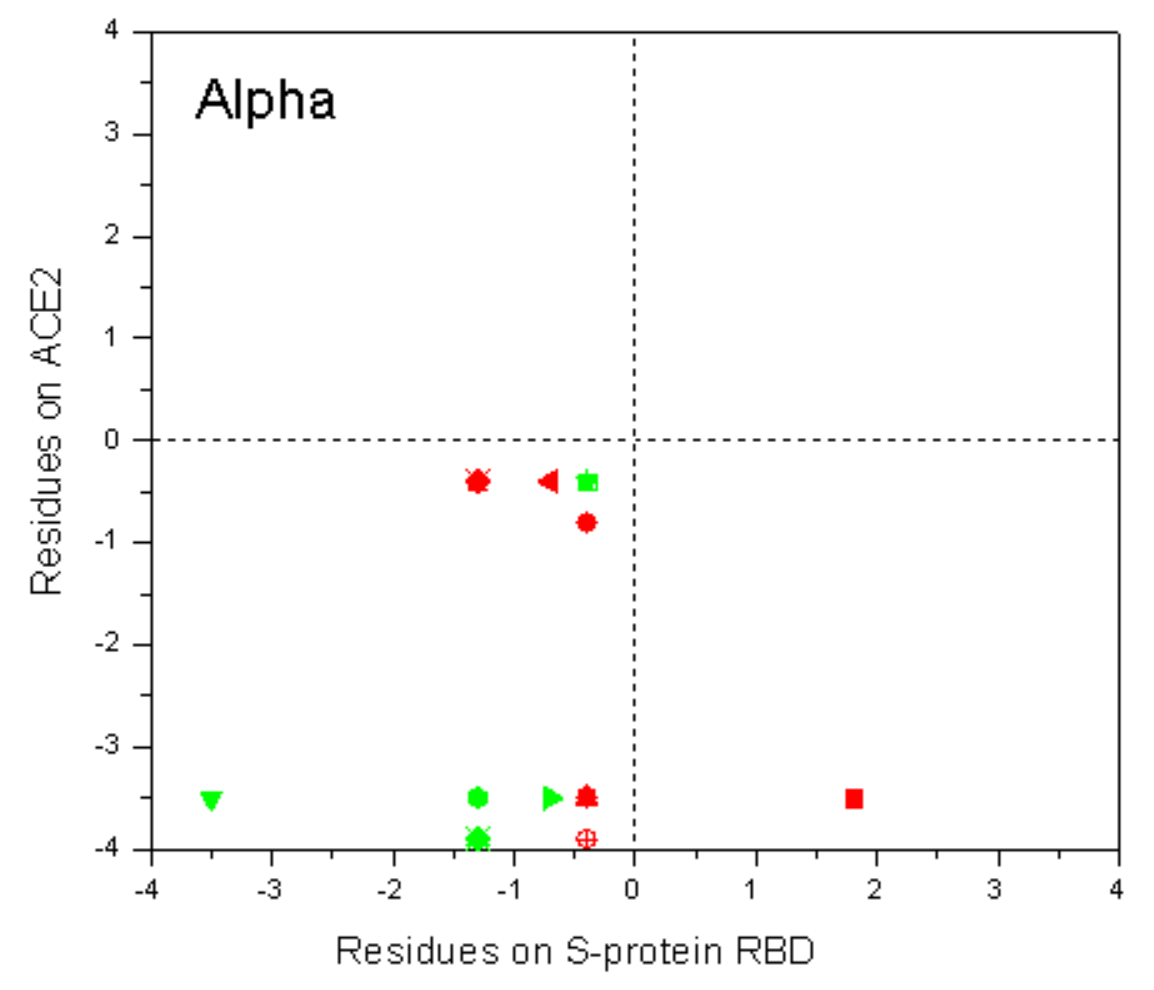 Alpha
4
3
2
1
0
-1
-2
-3
-4
Residues on ACE2
-4 -3 -2 -1 0 1 2 3 4
Residues on S-protein RBD